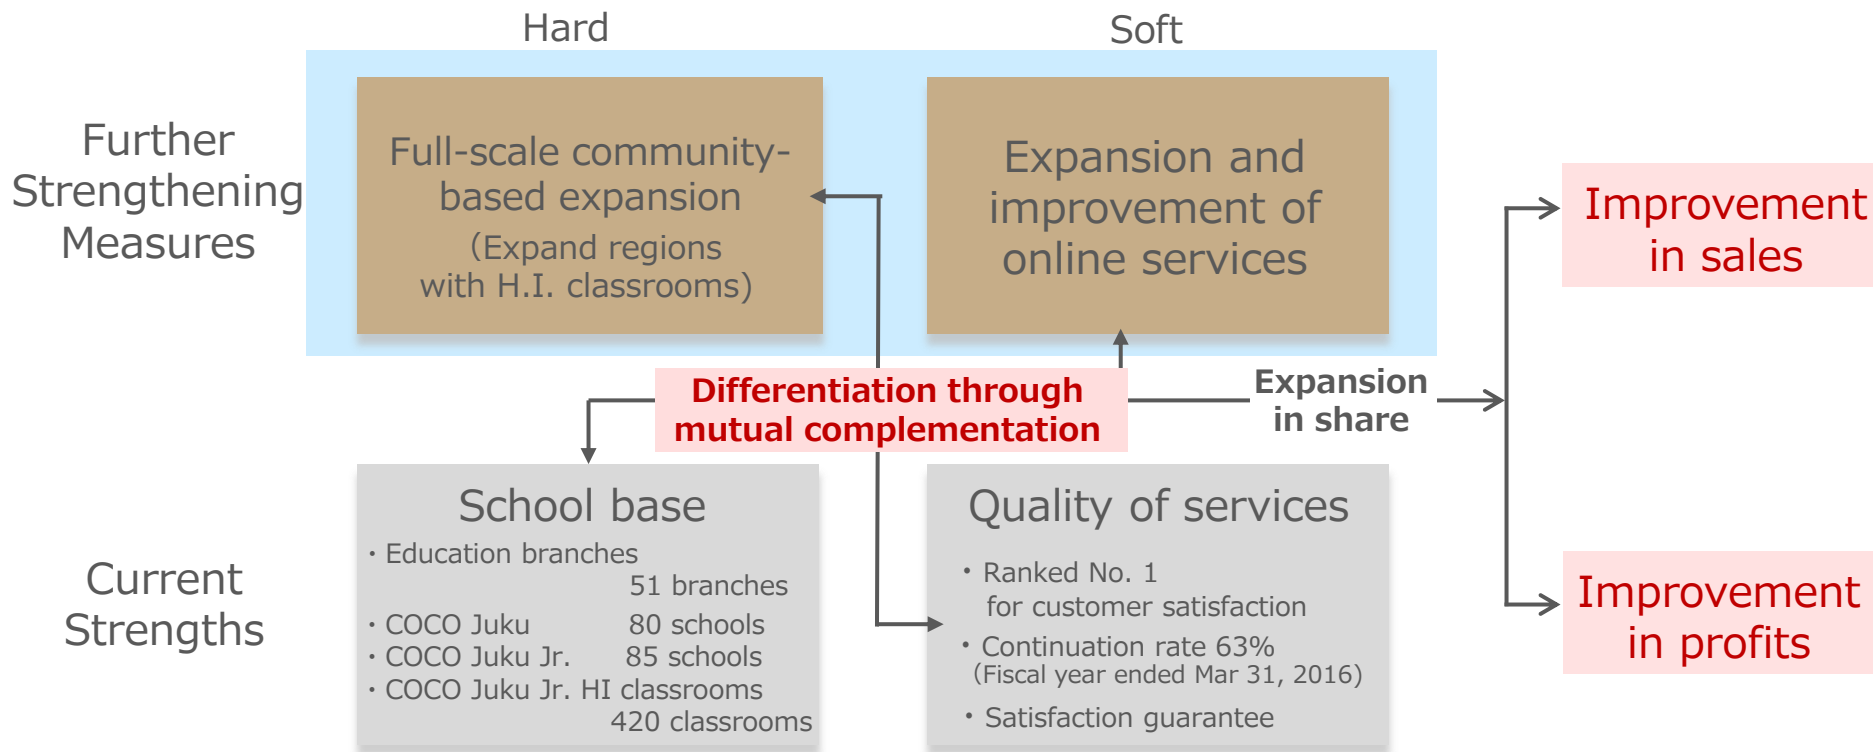 Hard
Soft
Further
Strengthening
Measures
Full-scale community-
based expansion
(Expand regions
with H.I. classrooms)
Expansion and
improvement of
online services
Improvement
in sales
Differentiation through
mutual complementation
Expansion
in share
Current
Strengths
School base
・Education branches
51 branches
・COCO Juku 80 schools
・COCO Juku Jr. 85 schools
・COCO Juku Jr. HI classrooms
420 classrooms
Quality of services
・Ranked No. 1
for customer satisfaction
・Continuation rate 63%
(Fiscal year ended Mar 31, 2016)
・Satisfaction guarantee
Improvement
in profits